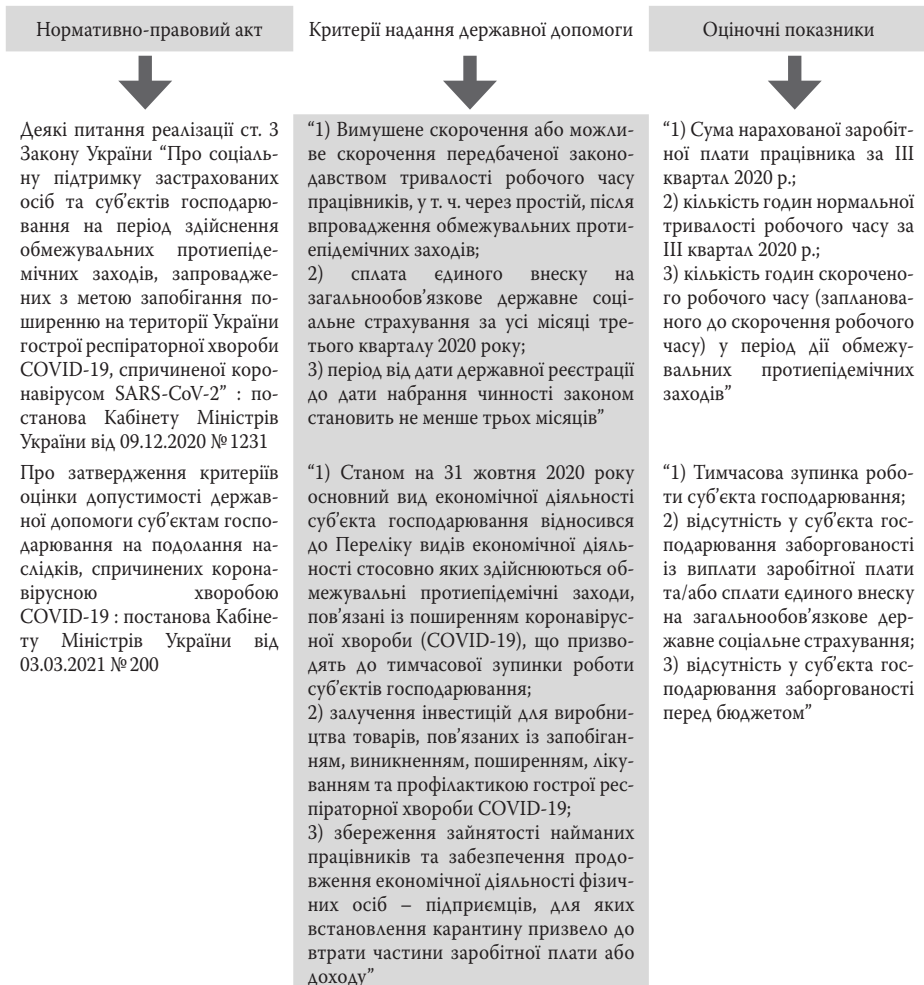 Нормативно-правовий акт
Критерії надання державної допомоги
Оціночні показники
Деякі питання реалізації ст. 3
Закону України “Про соціаль-
ну підтримку застрахованих
осіб та суб’єктів господарю-
вання на період здійснення
обмежувальних протиепіде-
мічних заходів, запроваджe-
них з метою запобігання по-
ширенню на території України
гострої респіраторної хвороби
COVID-19, спричиненої коро-
навірусом SARS-CoV-2” : по-
станова Кабінету Міністрів
України від 09.12.2020 № 1231
“1) Вимушене скорочення або можли-
ве скорочення передбаченої законо-
давством тривалості робочого часу
працівників, у т. ч. через простій, після
впровадження обмежувальних проти-
епідемічних заходів;
2) сплата єдиного внеску на
загальнообов’язкове державне соці-
альне страхування за усі місяці тре-
тього кварталу 2020 року;
3) період від дати державної реєстрації
до дати набрання чинності законом
становить не менше трьох місяців”
“1) Сума нарахованої заробіт-
ної плати працівника за III
квартал 2020 р.;
2) кількість годин нормальної
тривалості робочого часу за
III квартал 2020 р.;
3) кількість годин скорочено-
го робочого часу (запланова-
ного до скорочення робочого
часу) у період дії обмежу-
вальних протиепідемічних
заходів”
Про затвердження критеріїв
оцінки допустимості держав-
ної допомоги суб’єктам госпо-
дарювання на подолання на-
слідків, спричинених корона-
вірусною хворобою
COVID-19 : постанова Кабіне-
ту Міністрів України від
03.03.2021 № 200
“1) Станом на 31 жовтня 2020 року
основний вид економічної діяльності
суб’єкта господарювання відносився
до Переліку видів економічної діяль-
ності стосовно яких здійснюються об-
межувальні протиепідемічні заходи,
пов’язані із поширенням коронавірус-
ної хвороби (COVID-19), що призво-
дять до тимчасової зупинки роботи
суб’єктів господарювання;
2) залучення інвестицій для виробни-
цтва товарів, пов’язаних із запобіган-
ням, виникненням, поширенням, ліку-
ванням та профілактикою гострої рес-
піраторної хвороби COVID-19;
3) збереження зайнятості найманих
працівників та забезпечення продо-
вження економічної діяльності фізич-
них осіб – підприємців, для яких
встановлення карантину призвело до
втрати частини заробітної плати або
доходу”
“1) Тимчасова зупинка робо-
ти суб’єкта господарювання;
2) відсутність у суб’єкта гос-
подарювання заборгованості
із виплати заробітної плати
та/або сплати єдиного внеску
на загальнообов’язкове дер-
жавне соціальне страхування;
3) відсутність у суб’єкта гос-
подарювання заборгованості
перед бюджетом”